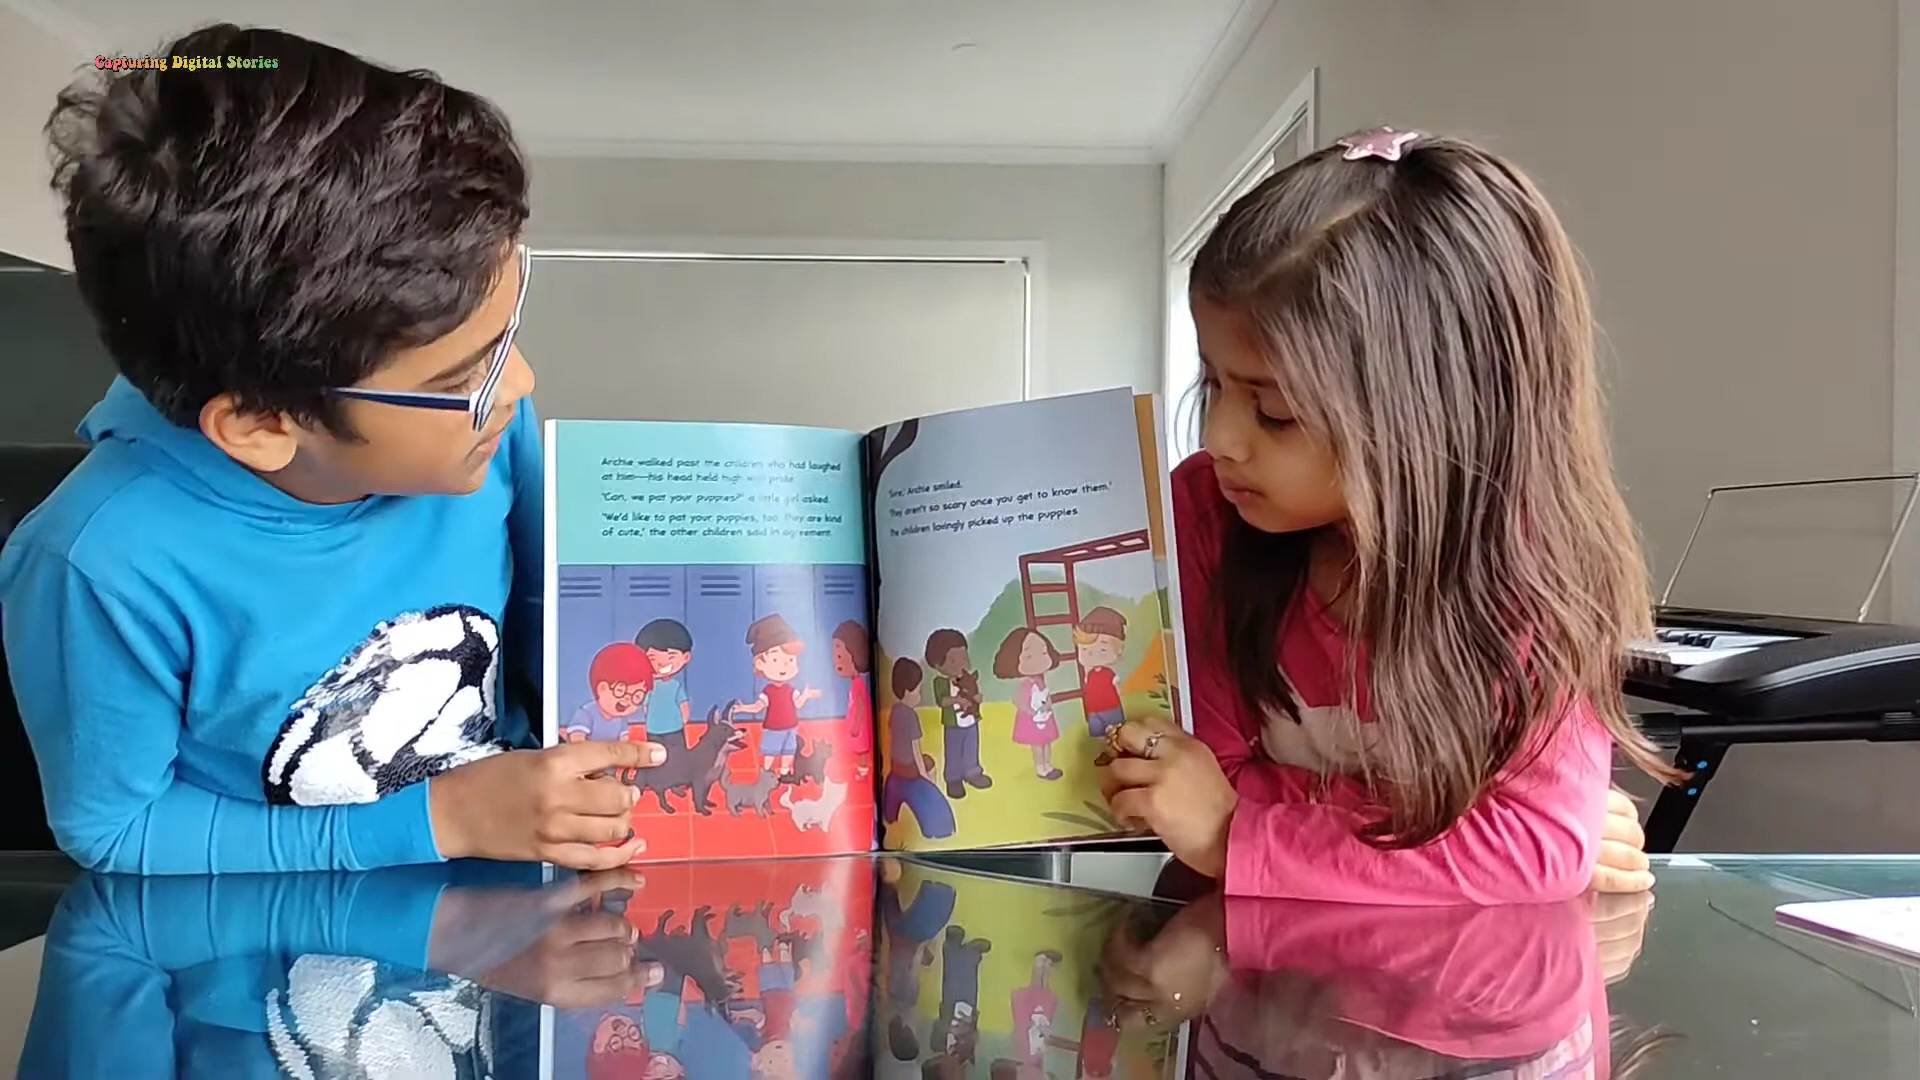 Capturing Digital Stories
Archie walked past the children who had laughed
at him—his head held high with pride.
'Can, we pat your puppies?' a little girl asked.
'We'd like to pat your puppies, too. They are kind
of cute,' the other children said in agreement.
'Sure,' Archie smiled.
'They aren't so scary once you get to know them.'
The children lovingly picked up the puppies.